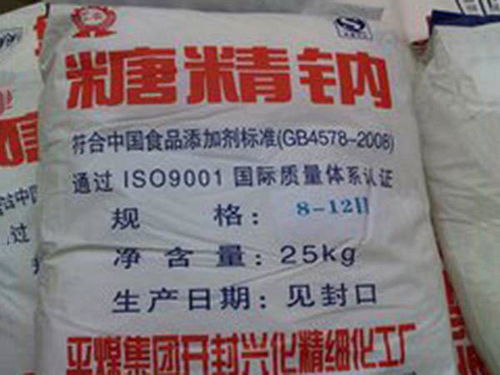 糖精钠
符合中国食品添加剂标准(GB4578-2008)
通过ISO9001国际质量体系认证
规格: 8-12目
净含量: 25kg
生产日期: 见封口
平煤集团开封兴化精细化工厂